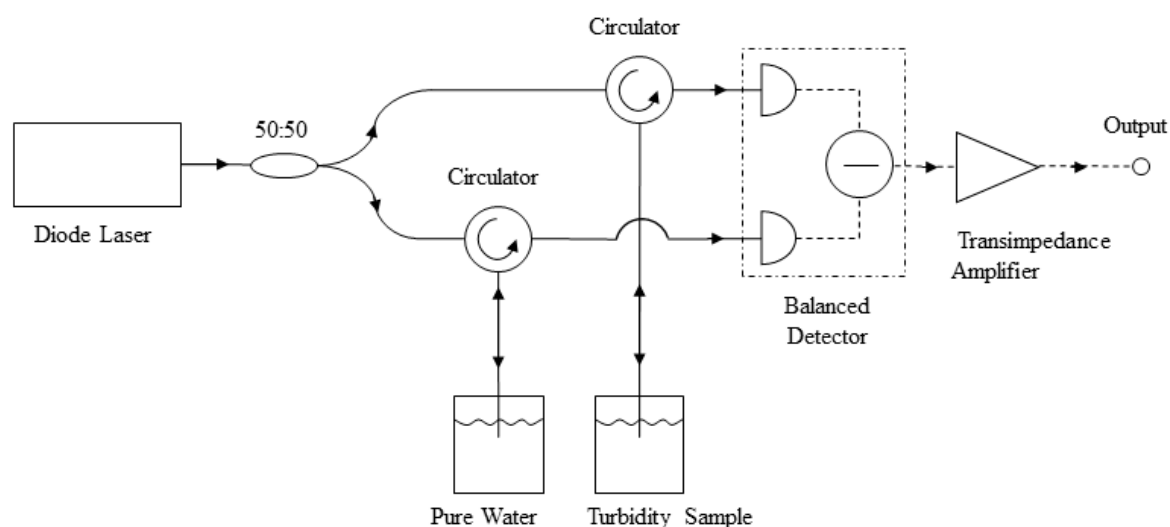 Circulator
50:50
Output
Circulator
Diode Laser
Transimpedance
Amplifier
Balanced
Detector
Pure Water
Turbidity Sample